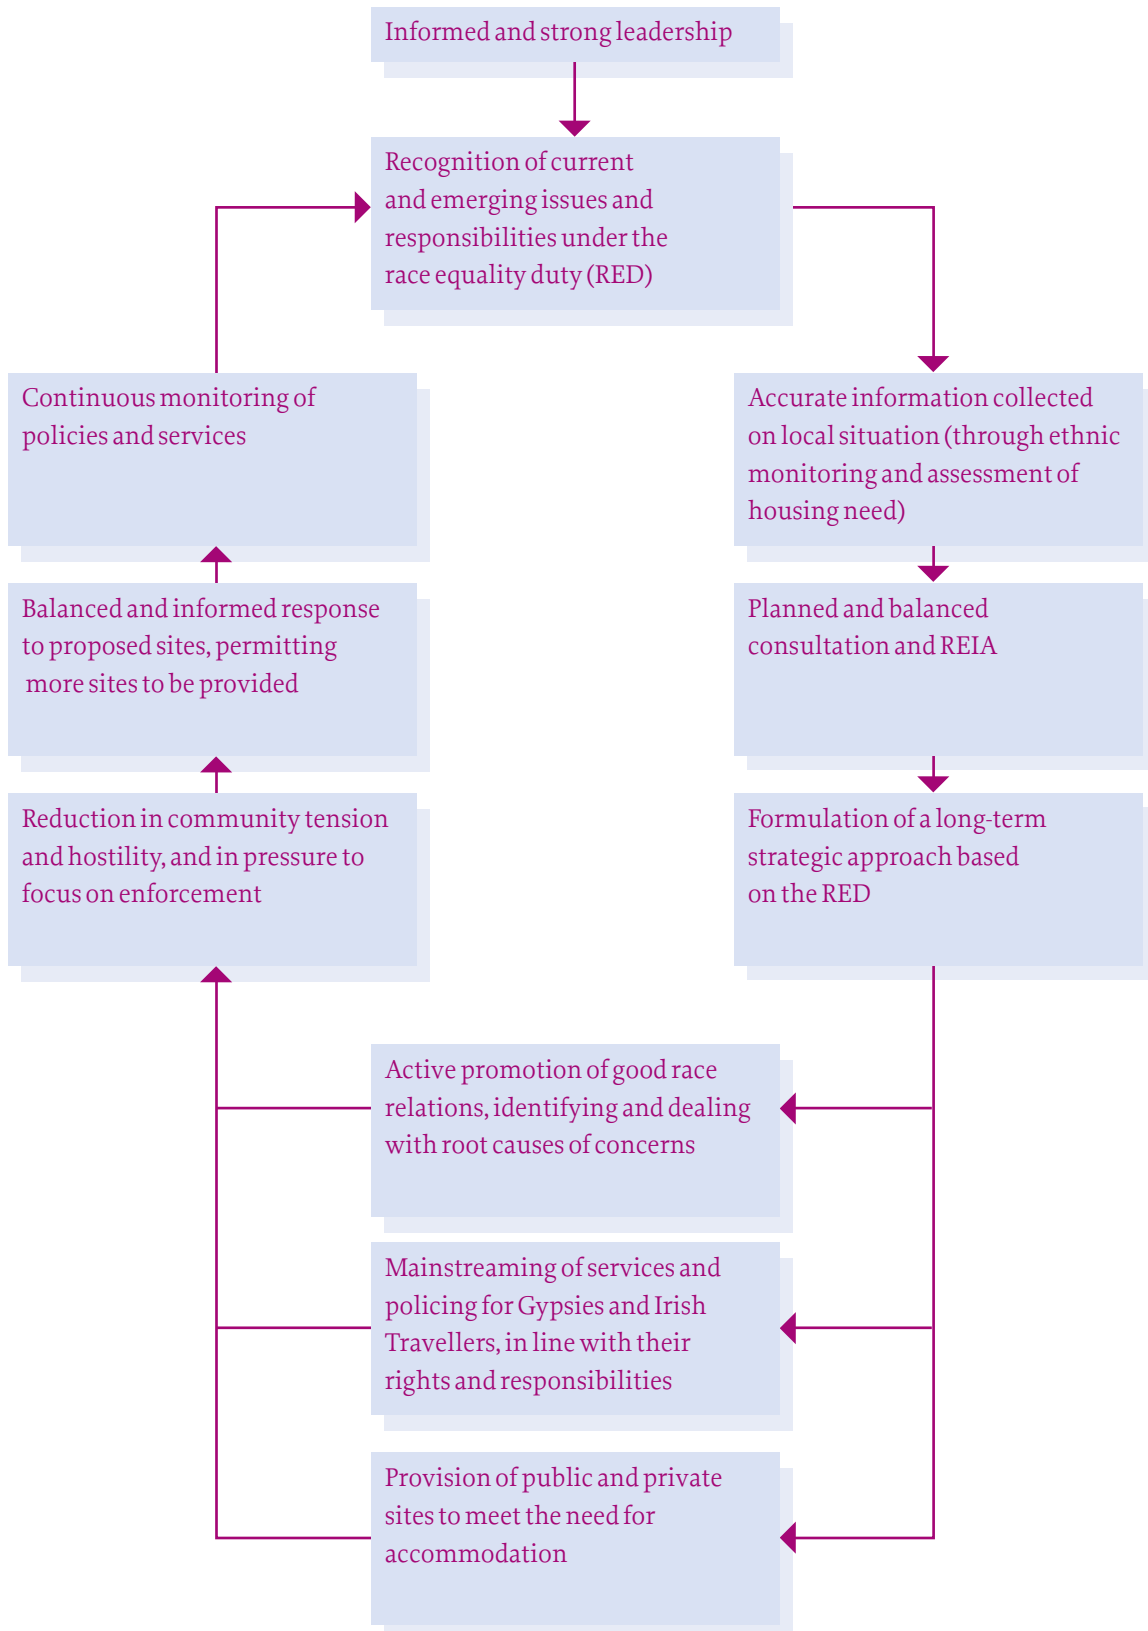 Informed and strong leadership
Recognition of current
and emerging issues and
responsibilities under the
race equality duty (RED)
Continuous monitoring of
policies and services
Accurate information collected
on local situation (through ethnic
monitoring and assessment of
housing need)
Balanced and informed response
to proposed sites, permitting
more sites to be provided
Planned and balanced
consultation and REIA
Reduction in community tension
and hostility, and in pressure to
focus on enforcement
Formulation of a long-term
strategic approach based
on the RED
Active promotion of good race
relations, identifying and dealing
with root causes of concerns
Mainstreaming of services and
policing for Gypsies and Irish
Travellers, in line with their
rights and responsibilities
Provision of public and private
sites to meet the need for
accommodation